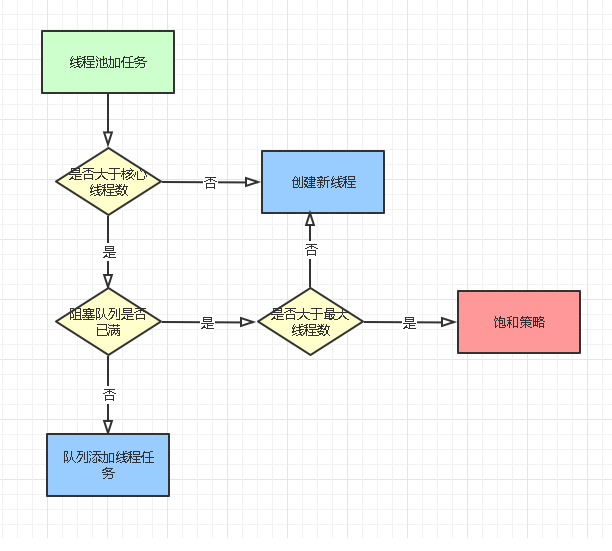 线程池加任务
是否大于核心
线程数
否
创建新线程
是
否
阻塞队列是否
已满
是
是否大于最大
线程数
是
饱和策略
否
队列添加线程任
务